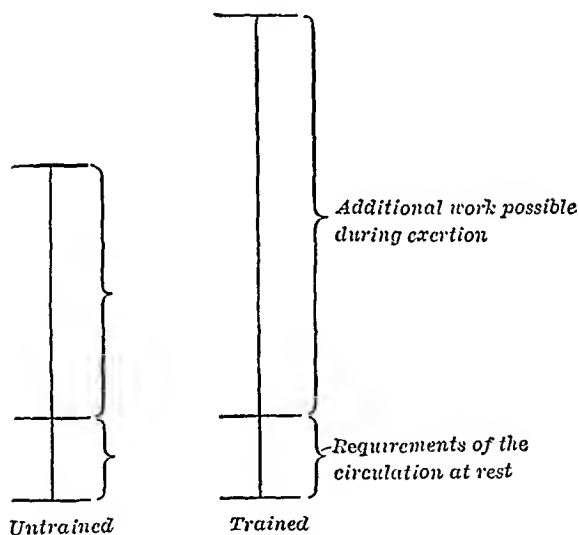 Additional work possible
during exertion
Requirements of the
circulation at rest
Untrained
Trained